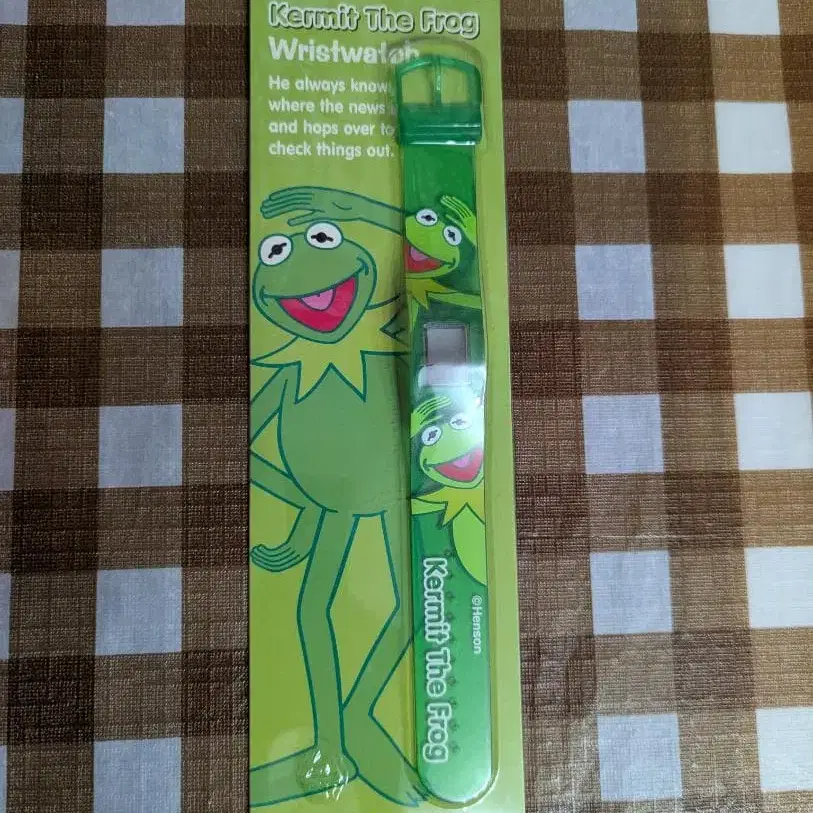 Kermit The Frog
Wristwatch
He always knows
where the news
and hops over to
check things out.
©Henson
Kermit The Frog